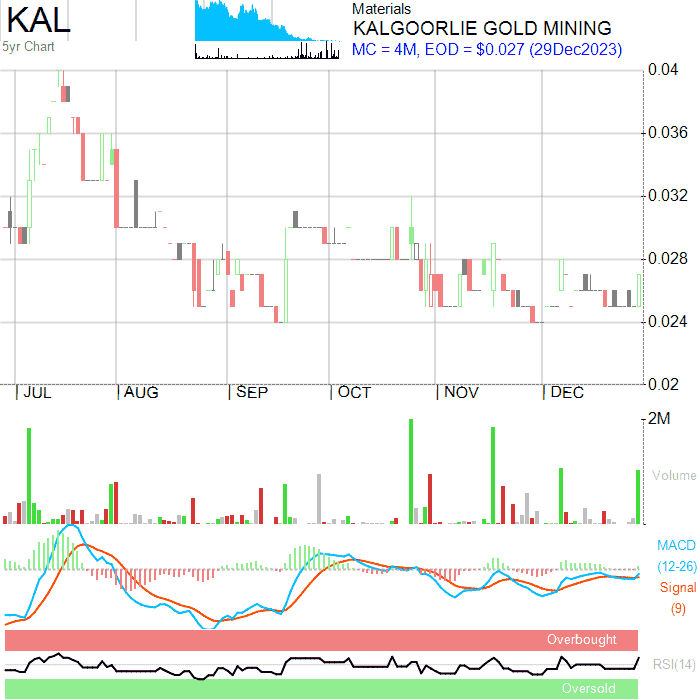 KAL
5yr Chart
Materials
KALGOORLIE GOLD MINING
MC = 4M, EOD = $0.027 (29Dec2023)
0.04
0.036
0.032
0.028
0.024
0.02
JUL AUG SEP OCT NOV DEC
2M
Volume
MACD
(12-26)
Signal
(9)
Overbought
RSI(14)
Oversold